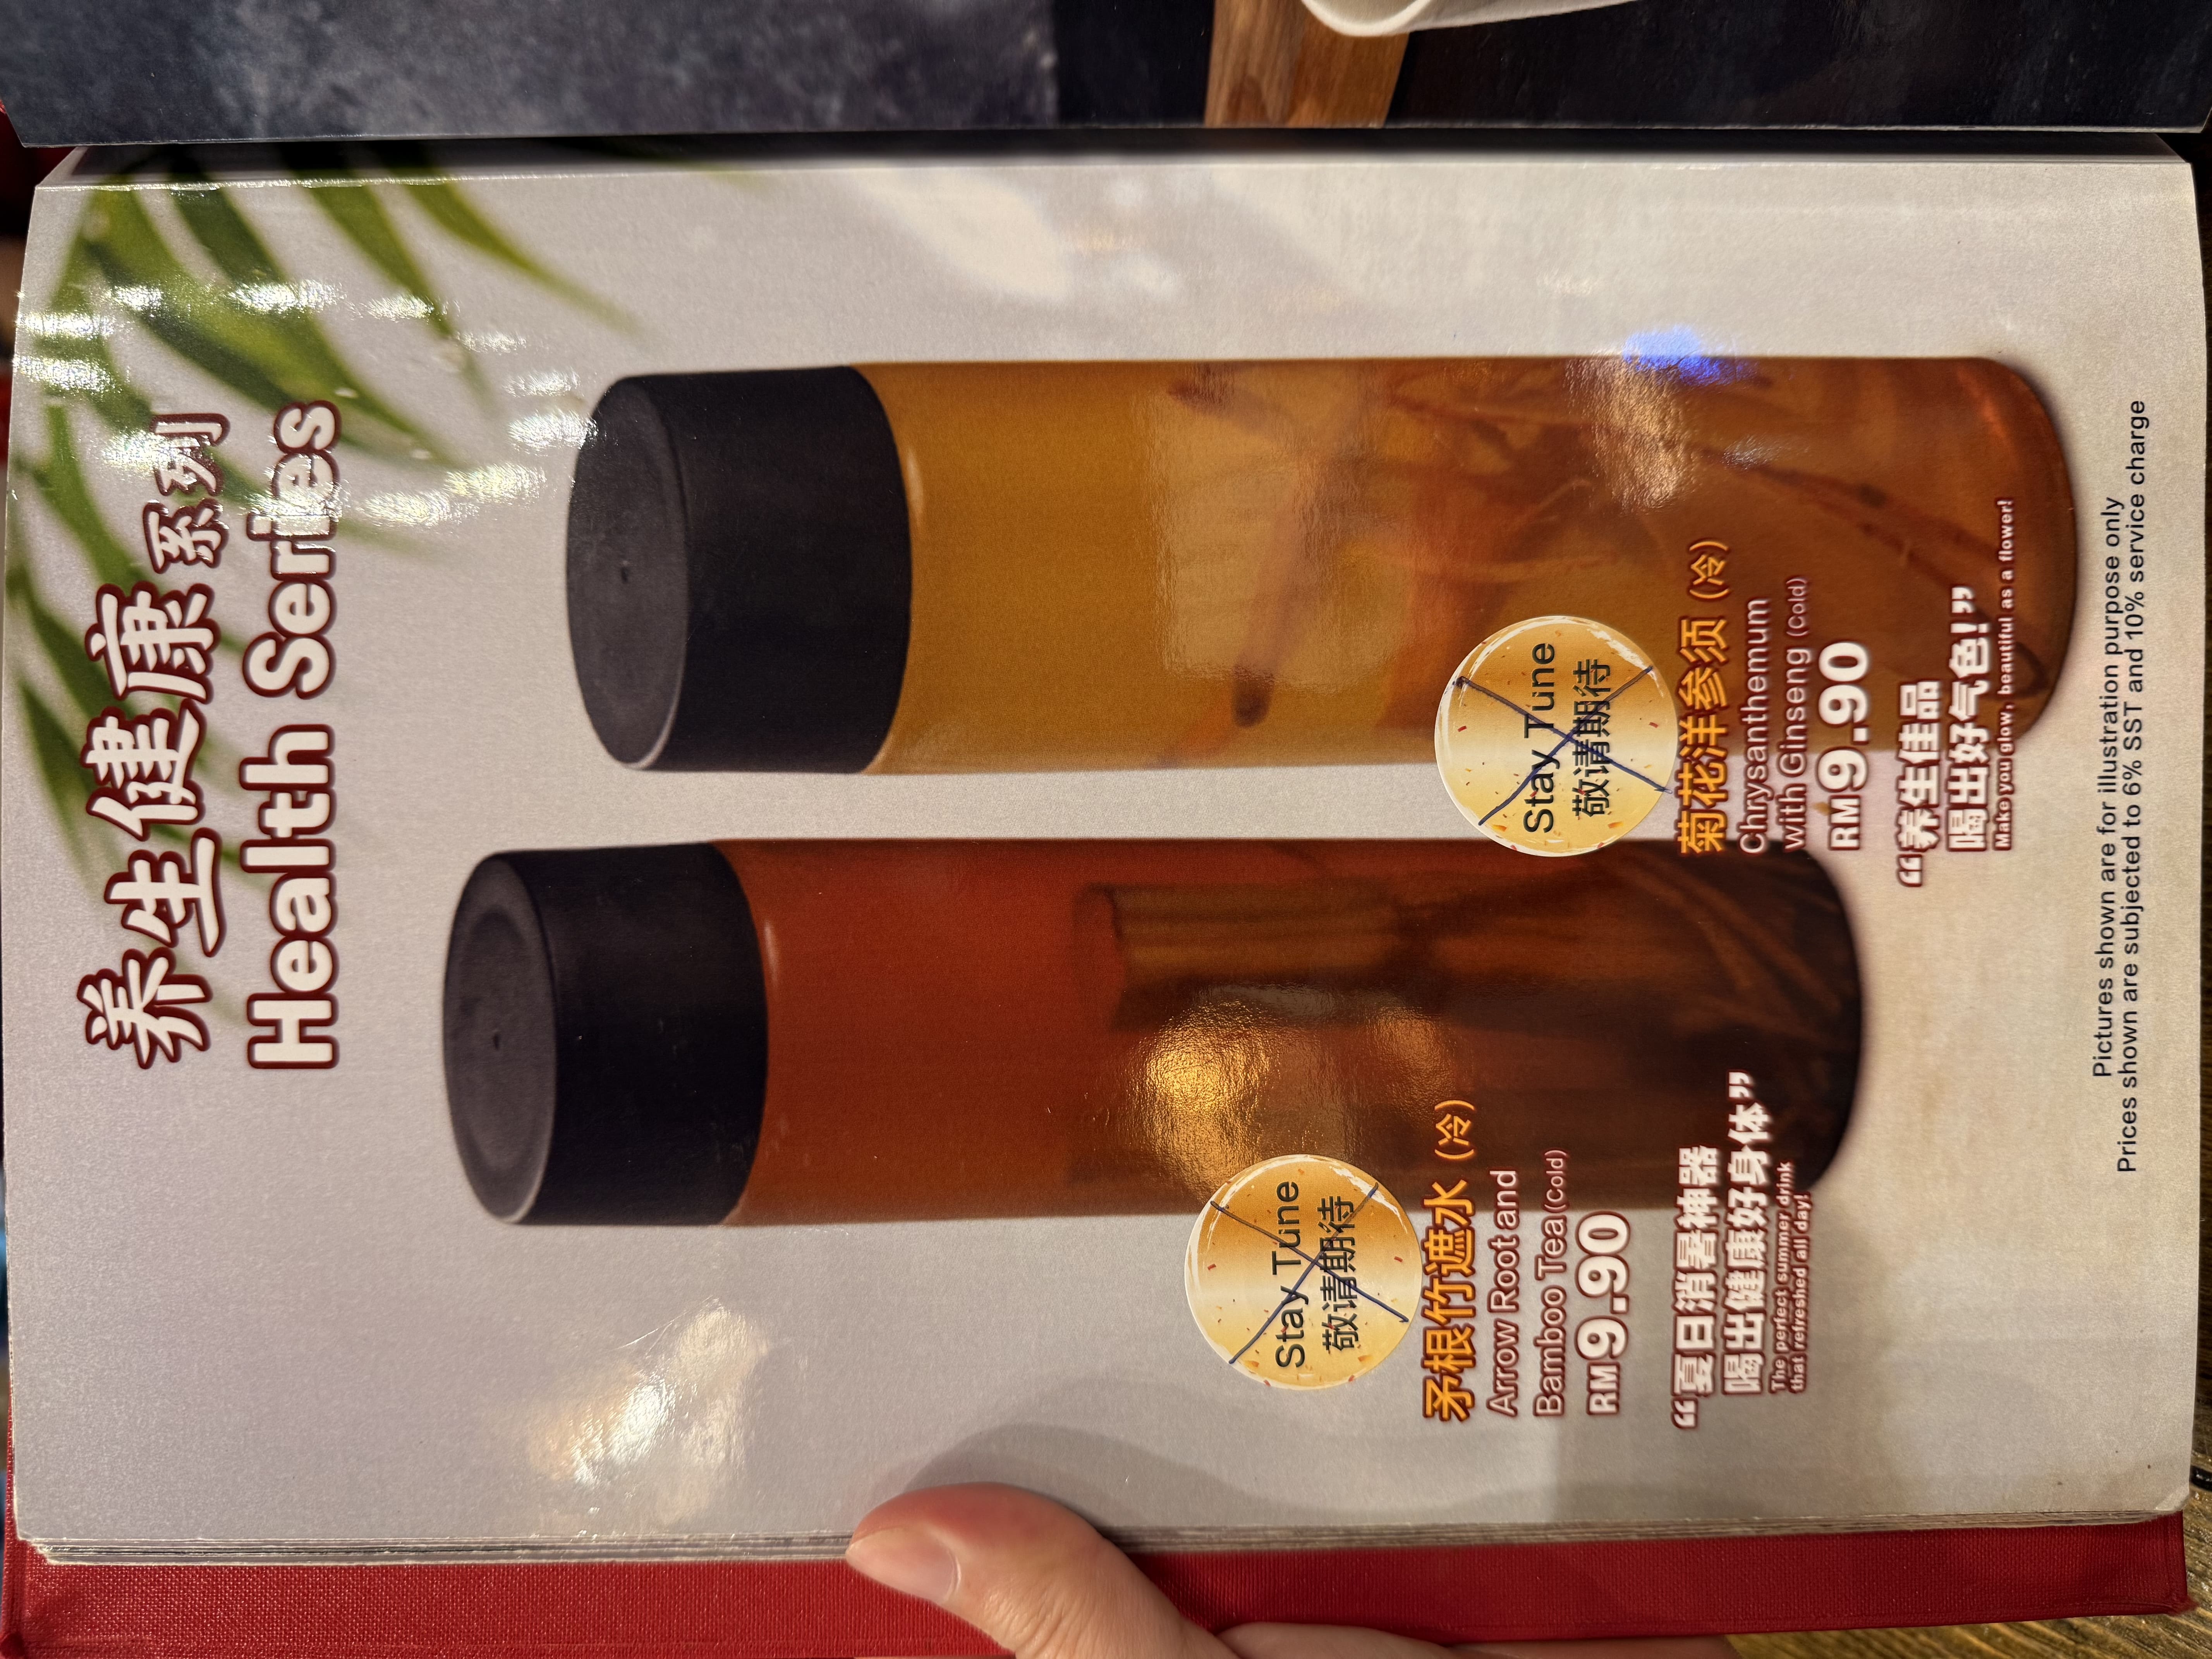 养生健康系列
Health Series
Stay Tune
敬请期待
矛根竹遮水 (冷)
Arrow Root and
Bamboo Tea (Cold)
RM9.90
“夏日消暑神器
喝出健康好身体”
The perfect summer drink
that refreshed all day!
Stay Tune
敬请期待
菊花洋参须 (冷)
Chrysanthemum
with Ginseng (Cold)
RM9.90
“养生佳品
喝出好气色!”
Make you glow, beautiful as a flower!
Pictures shown are for illustration purpose only
Prices shown are subjected to 6% SST and 10% service charge